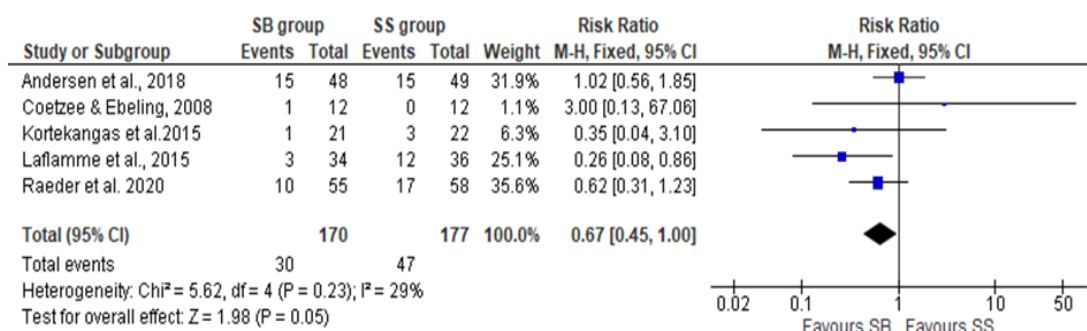 SB group SS group Risk Ratio Risk Ratio
Study or Subgroup Events Total Events Total Weight M-H, Fixed, 95% CI M-H, Fixed, 95% CI
Andersen et al., 2018 15 48 15 49 31.9% 1.02 [0.56, 1.85]
Coetzee & Ebeling, 2008 1 12 0 12 1.1% 3.00 [0.13, 67.06]
Kortekangas et al.2015 1 21 3 22 6.3% 0.35 [0.04, 3.10]
Laflamme et al., 2015 3 34 12 36 25.1% 0.26 [0.08, 0.86]
Raeder et al. 2020 10 55 17 58 35.6% 0.62 [0.31, 1.23]
Total (95% CI) 170 177 100.0% 0.67 [0.45, 1.00]
Total events 30 47
Heterogeneity: Chi² = 5.62, df = 4 (P = 0.23); I² = 29%
Test for overall effect: Z = 1.98 (P = 0.05)
0.02 0.1 1 10 50
Favours SB Favours SS